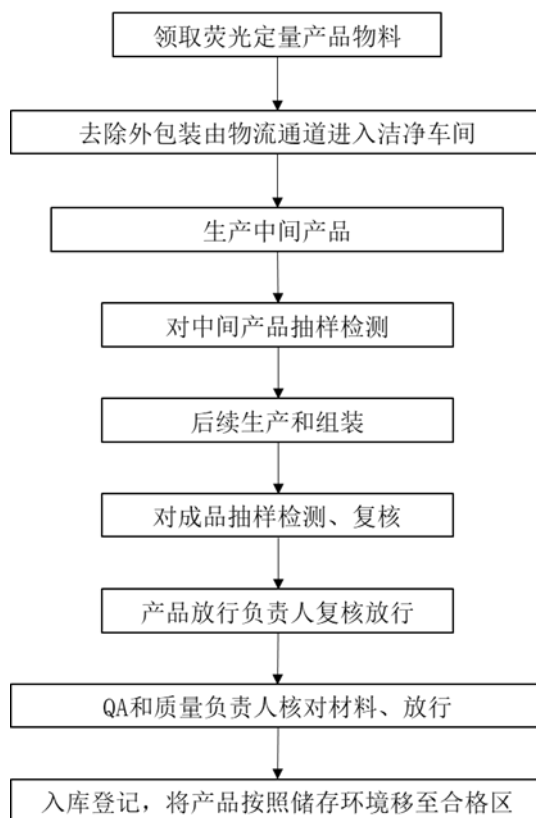 领取荧光定量产品物料
去除外包装由物流通道进入洁净车间
生产中间产品
对中间产品抽样检测
后续生产和组装
对成品抽样检测、复核
产品放行负责人复核放行
QA和质量负责人核对材料、放行
入库登记，将产品按照储存环境移至合格区